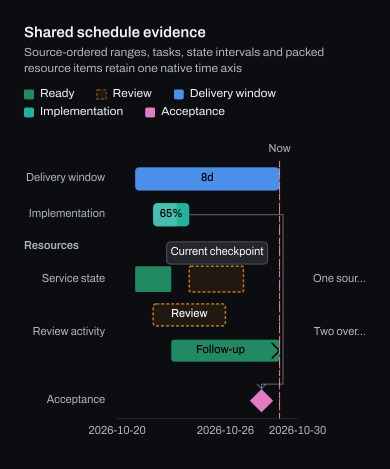 Shared schedule evidence
Source-ordered ranges, tasks, state intervals and packed
resource items retain one native time axis
Ready Review Delivery window
Implementation Acceptance
Now
Delivery window 8d
Implementation 65%
Resources
Current checkpoint
Service state One sour...
Review
Review activity Two over...
Follow-up
Acceptance
2026-10-20 2026-10-26 2026-10-30